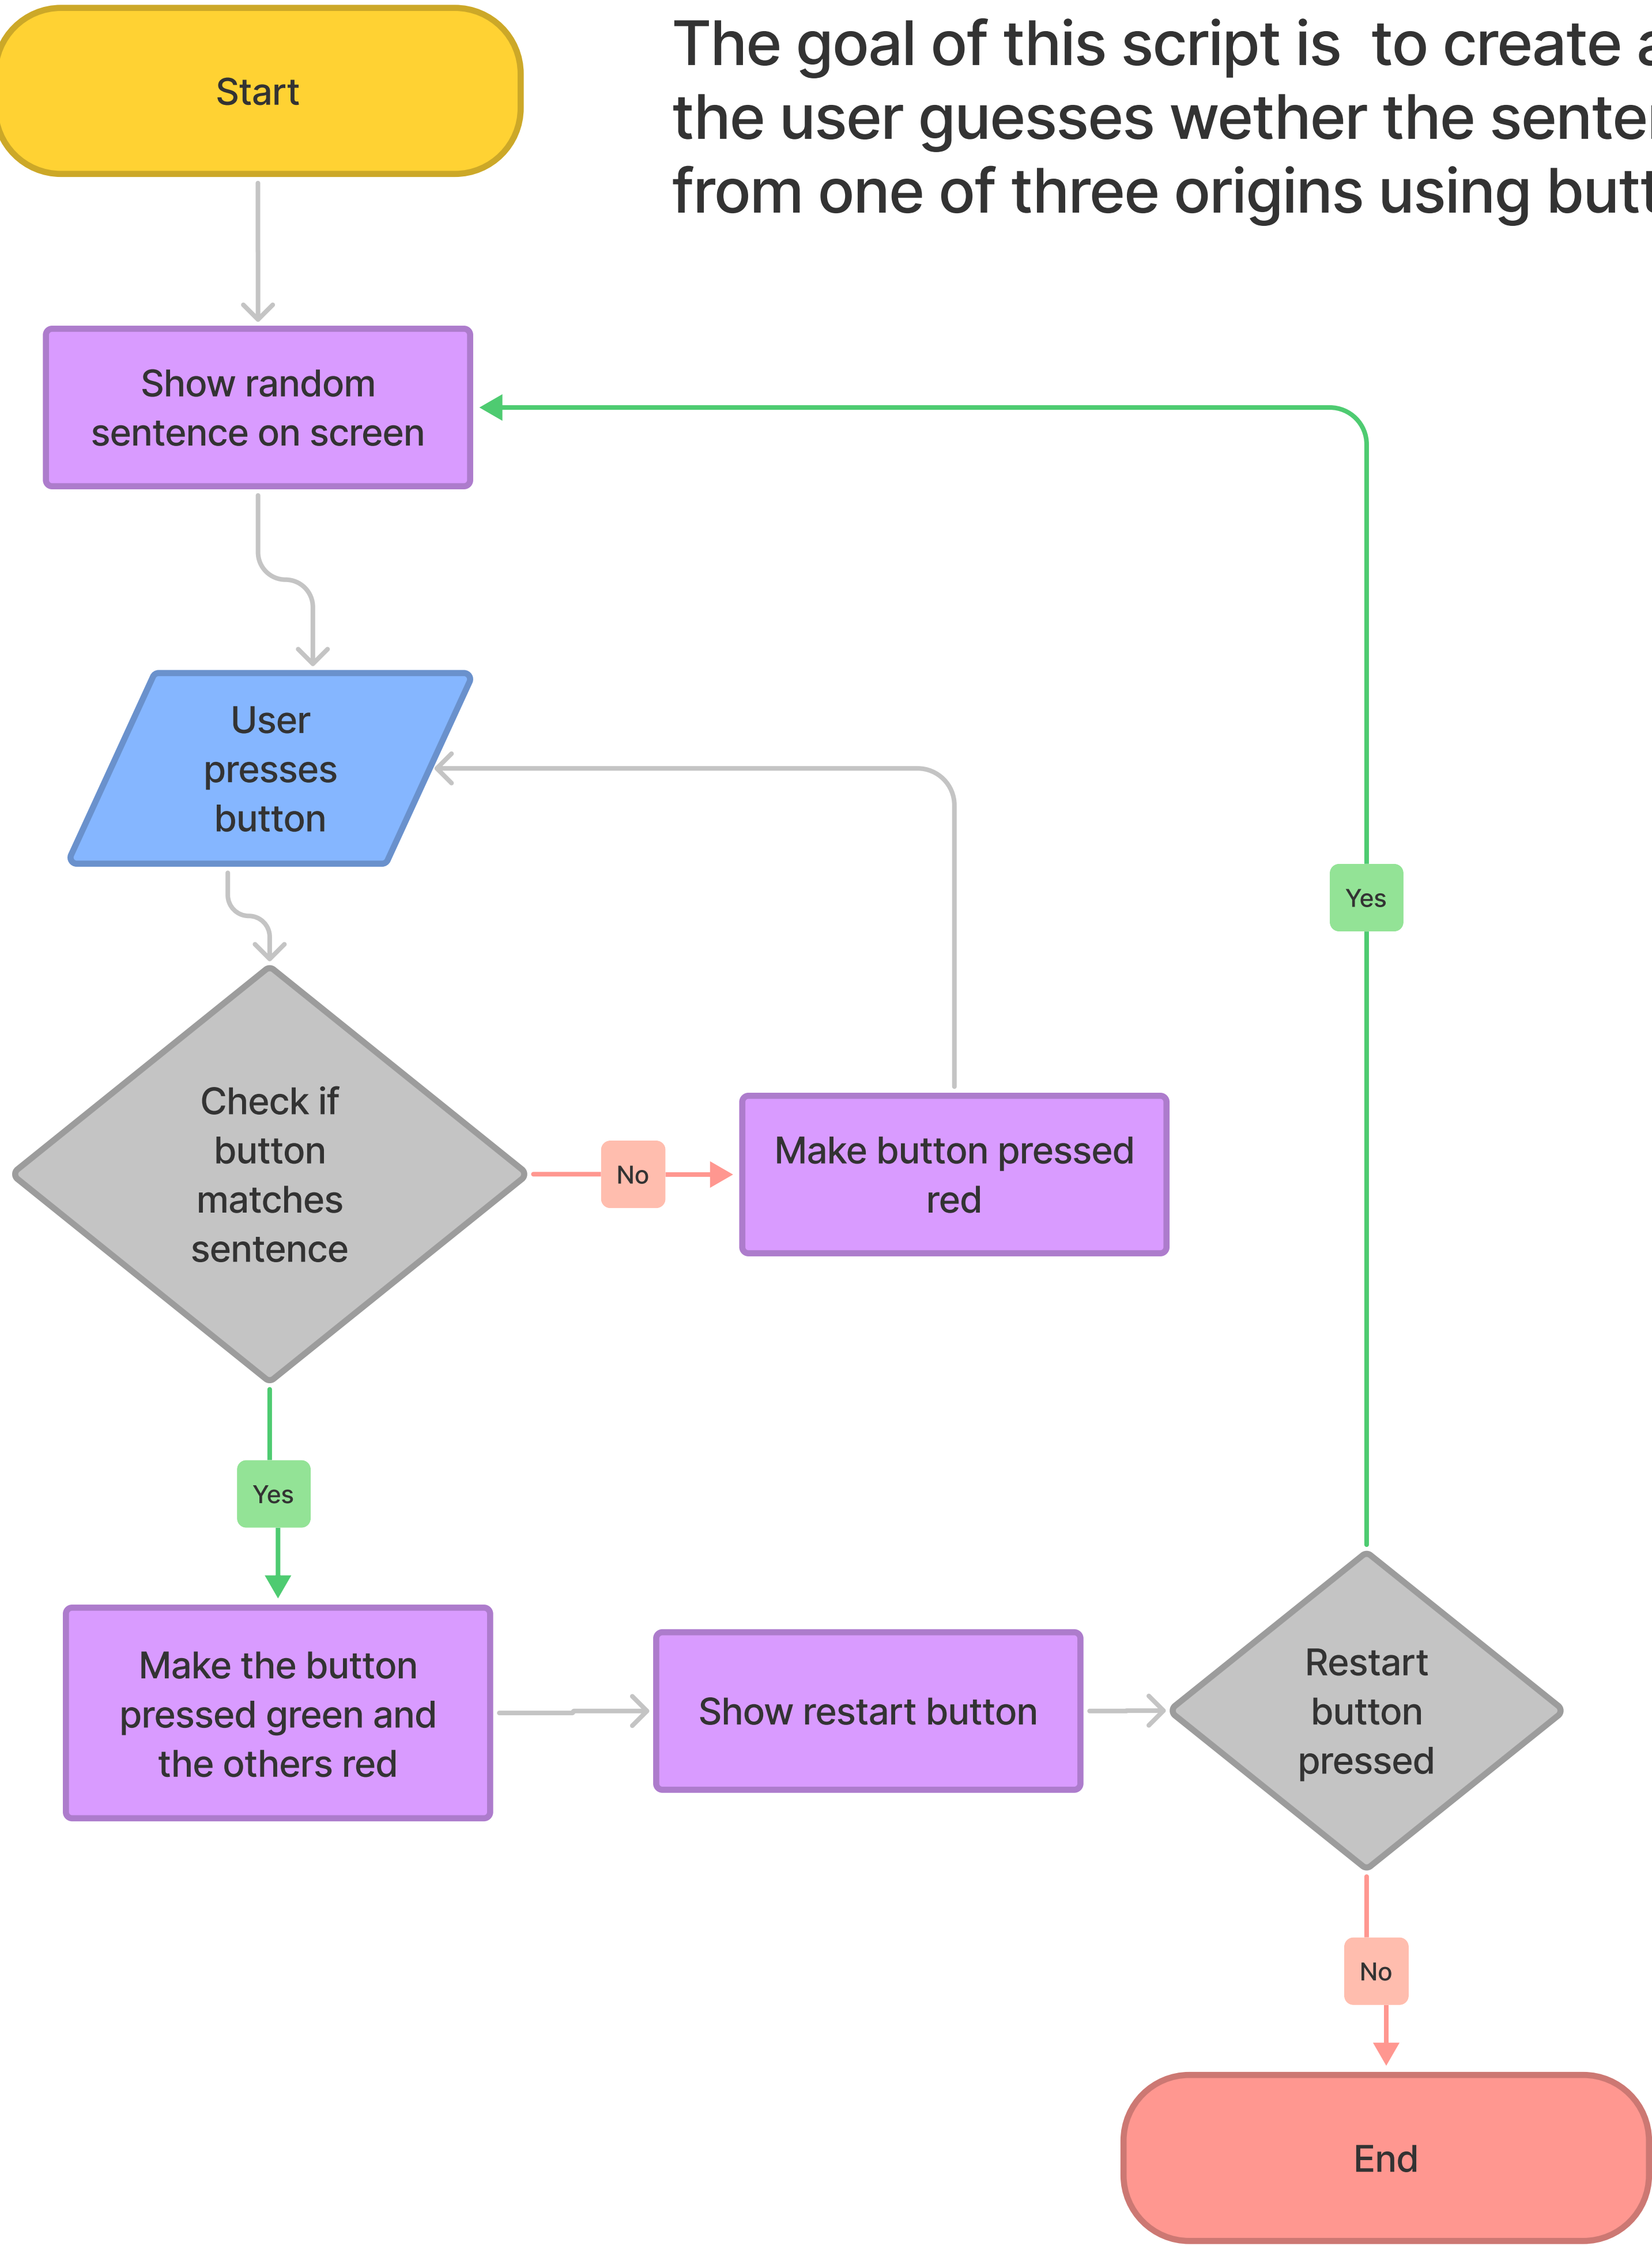 Start
The goal of this script is  to create a
the user guesses wether the senten
from one of three origins using butt
Show random
sentence on screen
User
presses
button
Yes
Check if
button
matches
sentence
No
Make button pressed
red
Yes
Make the button
pressed green and
the others red
Show restart button
Restart
button
pressed
No
End